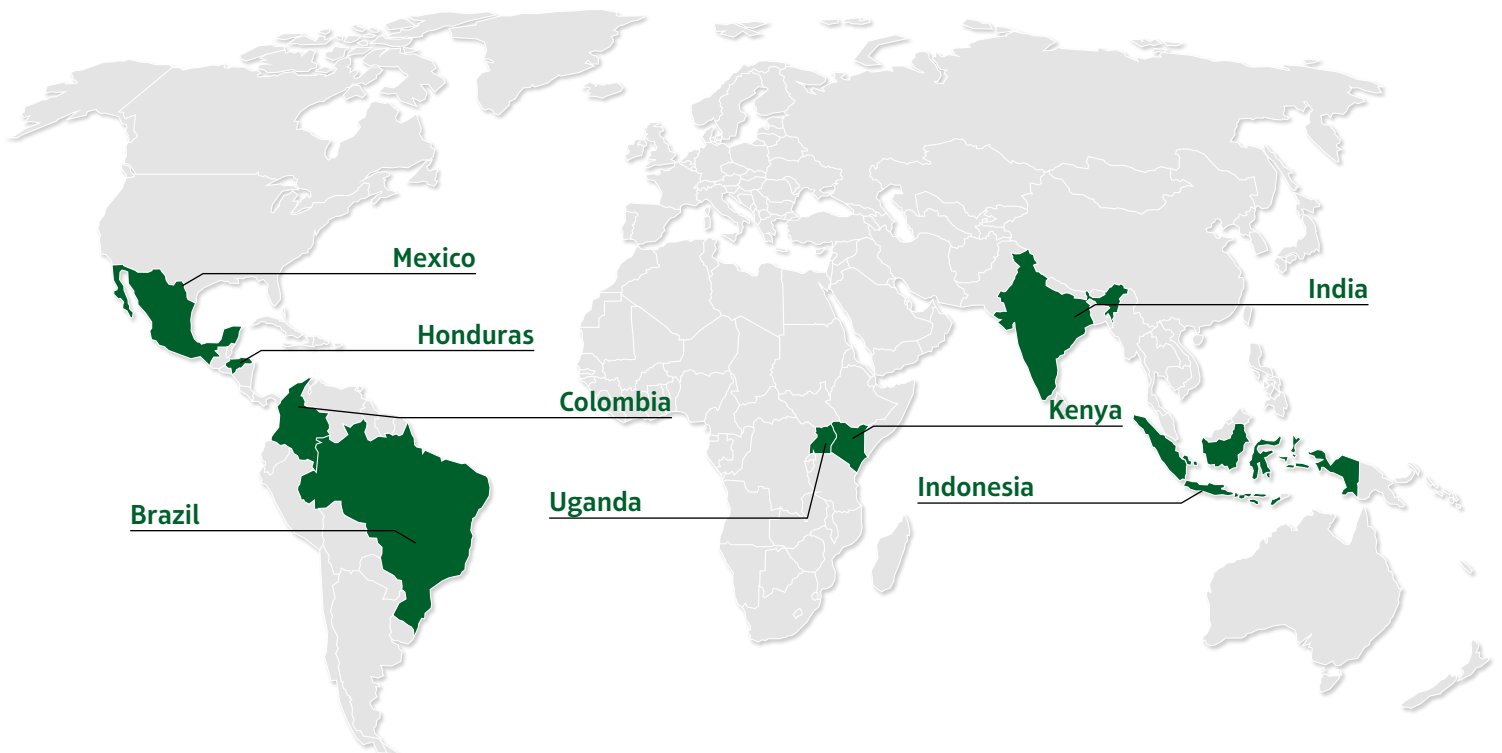 Mexico
India
Honduras
Colombia
Kenya
Indonesia
Uganda
Brazil